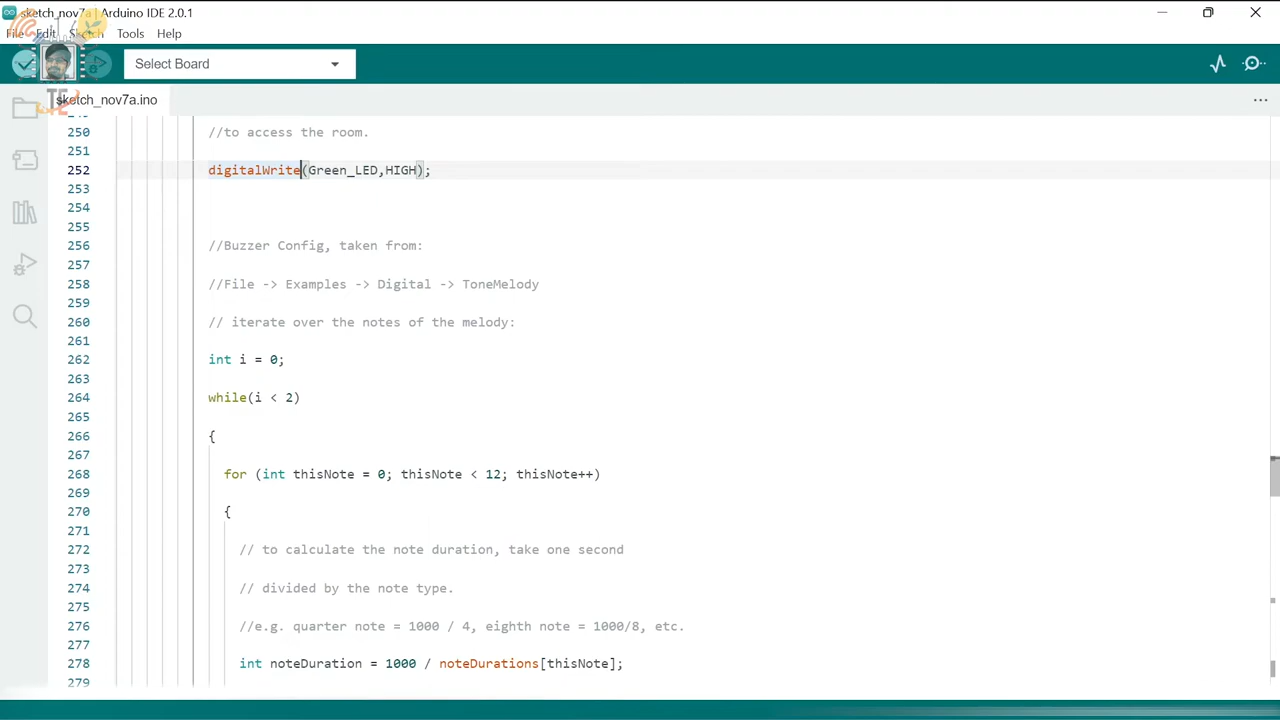 sketch_nov7a | Arduino IDE 2.0.1
File Edit Sketch Tools Help
Select Board
sketch_nov7a.ino
TE
250 //to access the room.
251
252 digitalWrite(Green_LED,HIGH);
253
254
255
256 //Buzzer Config, taken from:
257
258 //File -> Examples -> Digital -> ToneMelody
259
260 // iterate over the notes of the melody:
261
262 int i = 0;
263
264 while(i < 2)
265
266 {
267
268 for (int thisNote = 0; thisNote < 12; thisNote++)
269
270 {
271
272 // to calculate the note duration, take one second
273
274 // divided by the note type.
275
276 //e.g. quarter note = 1000 / 4, eighth note = 1000/8, etc.
277
278 int noteDuration = 1000 / noteDurations[thisNote];
279